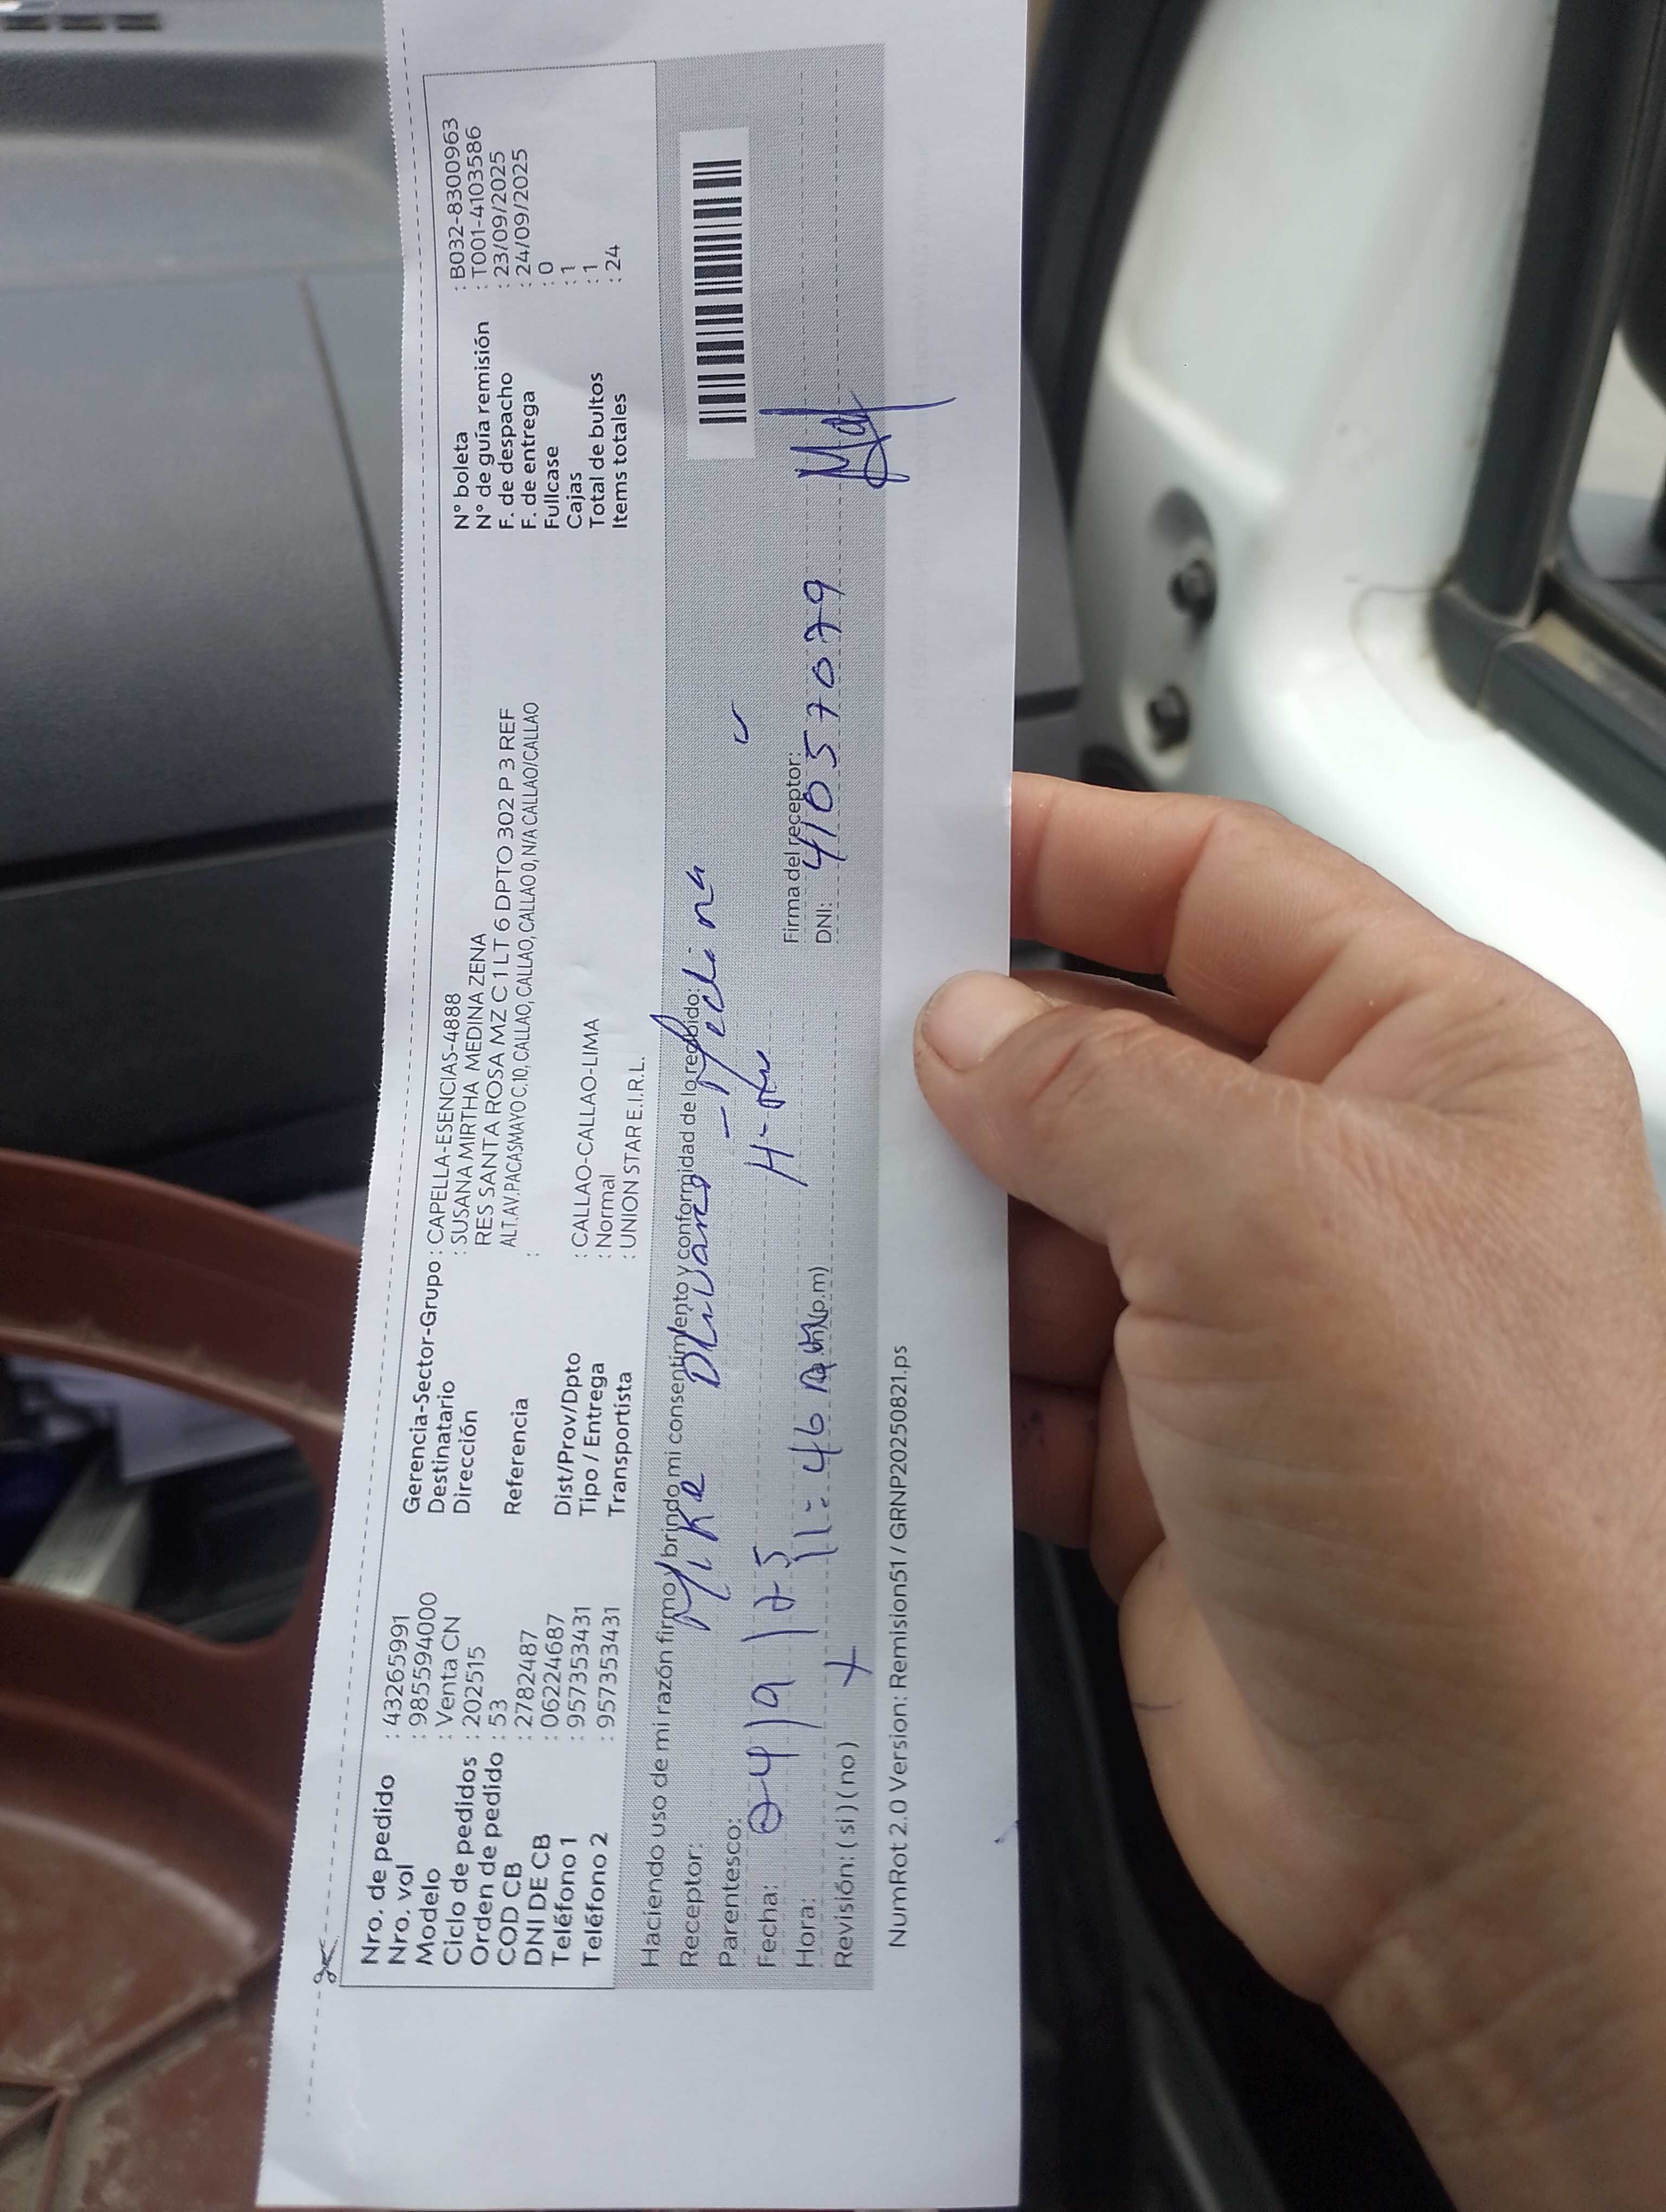 Nro. de pedido : 43265991
Nro. vol : 985594000
Modelo : Venta CN
Ciclo de pedidos : 202515
Orden de pedido : 53
COD CB : 2782487
DNI DE CB : 06224687
Teléfono 1 : 957353431
Teléfono 2 : 957353431
Gerencia-Sector-Grupo : CAPELLA-ESENCIAS-4888
Destinatario : SUSANA MIRTHA MEDINA ZENA
Dirección RES SANTA ROSA MZ C 1 LT 6 DPTO 302 P 3 REF
ALT.AV.PACASMAYO C.10, CALLAO, CALLAO, CALLAO 0, N/A CALLAO/CALLAO
Referencia :
Dist/Prov/Dpto : CALLAO-CALLAO-LIMA
Tipo / Entrega : Normal
Transportista : UNION STAR E.I.R.L.
N° boleta : B032-8300963
N° de guía remisión : T001-4103586
F. de despacho : 23/09/2025
F. de entrega : 24/09/2025
Fullcase : 0
Cajas : 1
Total de bultos : 1
Items totales : 24
Haciendo uso de mi razón firmo y brindo mi consentimiento y conformidad de lo recibido:
Receptor: Mike Olivares Medina
Parentesco:
Fecha: 24/9/25
Hora: 11:46 p.m)
Revisión: (si) (no)
Firma del receptor:
DNI: 41057079
NumRot 2.0 Version: Remision51 / GRNP20250821.ps